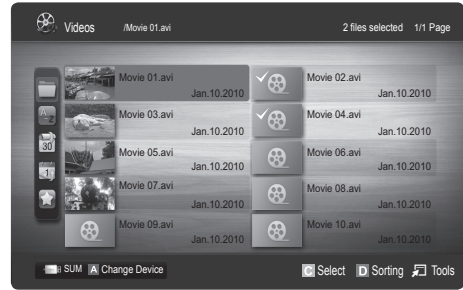 Videos /Movie 01.avi 2 files selected 1/1 Page
Movie 01.avi Movie 02.avi
Jan.10.2010 Jan.10.2010
Movie 03.avi Movie 04.avi
Jan.10.2010 Jan.10.2010
Movie 05.avi Movie 06.avi
Jan.10.2010 Jan.10.2010
Movie 07.avi Movie 08.avi
Jan.10.2010 Jan.10.2010
Movie 09.avi Movie 10.avi
Jan.10.2010 Jan.10.2010
A Z
30
1
SUM A Change Device C Select D Sorting Tools